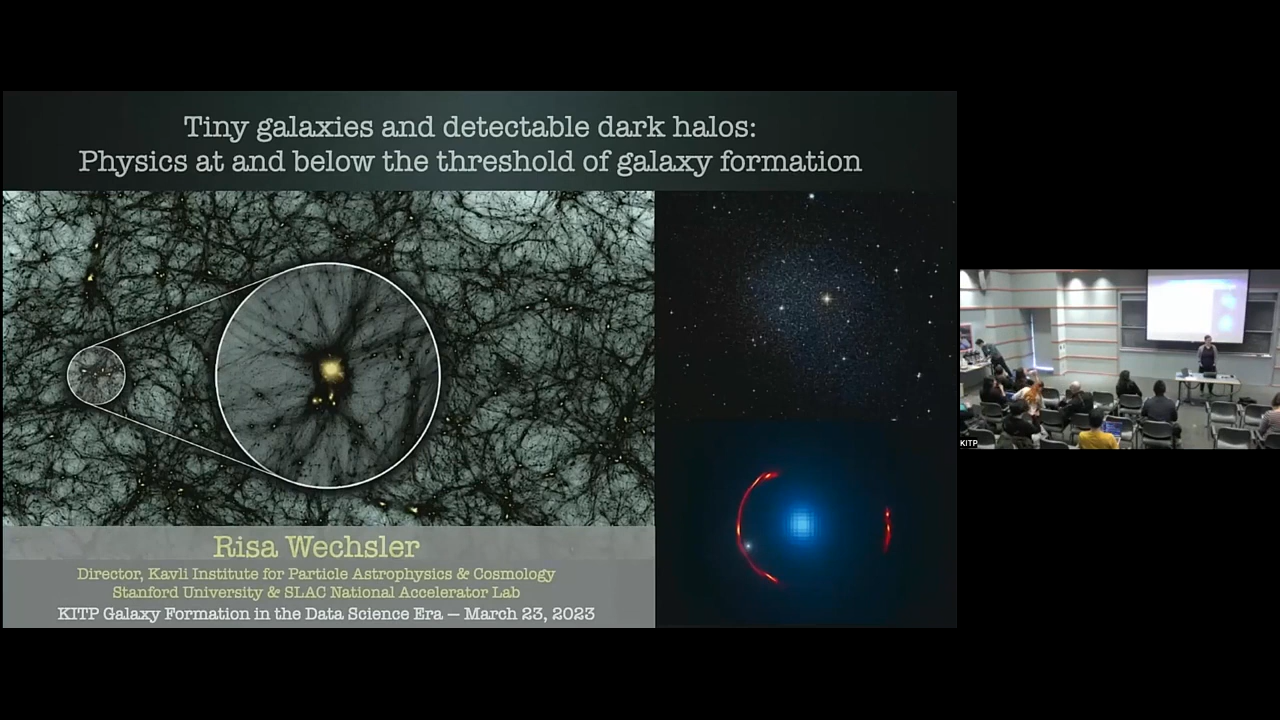 Tiny galaxies and detectable dark halos:
Physics at and below the threshold of galaxy formation
Risa Wechsler
Director, Kavli Institute for Particle Astrophysics & Cosmology
Stanford University & SLAC National Accelerator Lab
KITP Galaxy Formation in the Data Science Era — March 23, 2023
KITP